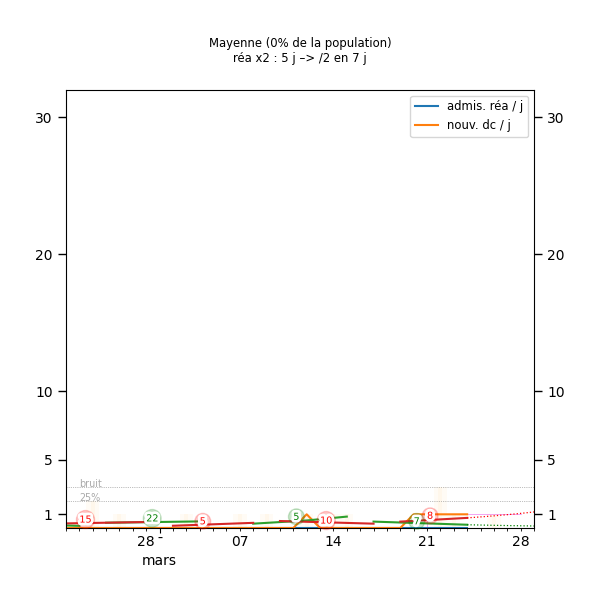 Mayenne (0% de la population)
réa x2 : 5 j –> /2 en 7 j
admis. réa / j
nouv. dc / j
30 30
20 20
10 10
5 5
bruit
25%
1 1
15 22 5 5 10 7 8
28 07 14 21 28
mars